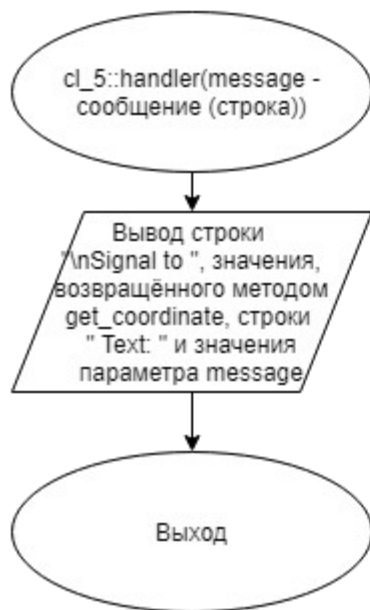 cl_5::handler(message -
сообщение (строка))
Вывод строки
"\nSignal to ", значения,
возвращённого методом
get_coordinate, строки
" Text: " и значения
параметра message
Выход